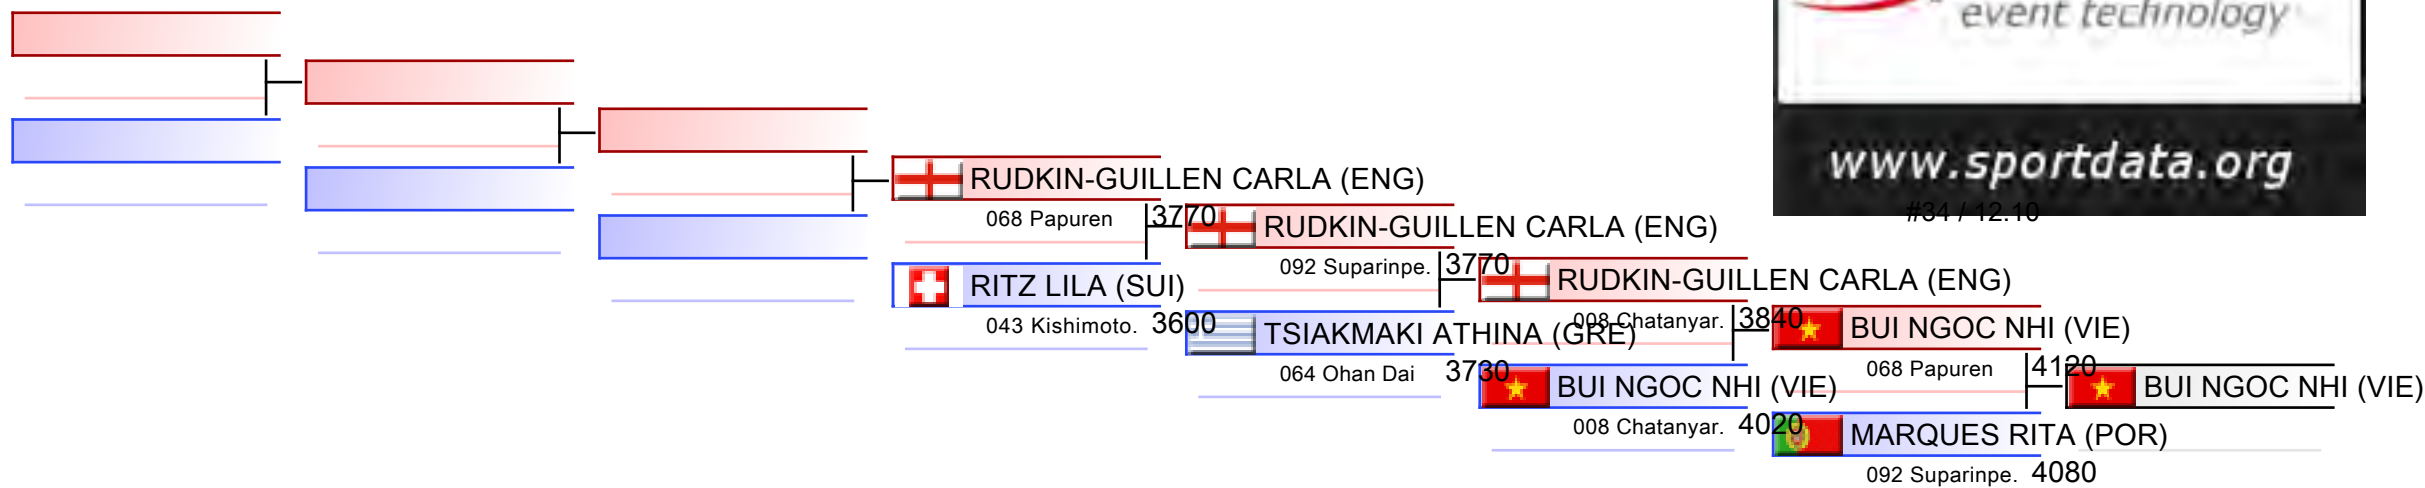 event technology
www.sportdata.org
#34 / 12.10
RUDKIN-GUILLEN CARLA (ENG)
068 Papuren 3770
RITZ LILA (SUI)
043 Kishimoto. 3600
RUDKIN-GUILLEN CARLA (ENG)
092 Suparinpe. 3770
TSIAKMAKI ATHINA (GRE)
064 Ohan Dai 3730
RUDKIN-GUILLEN CARLA (ENG)
008 Chatanyar. 3840
BUI NGOC NHI (VIE)
008 Chatanyar. 4020
BUI NGOC NHI (VIE)
068 Papuren 4120
MARQUES RITA (POR)
092 Suparinpe. 4080
BUI NGOC NHI (VIE)